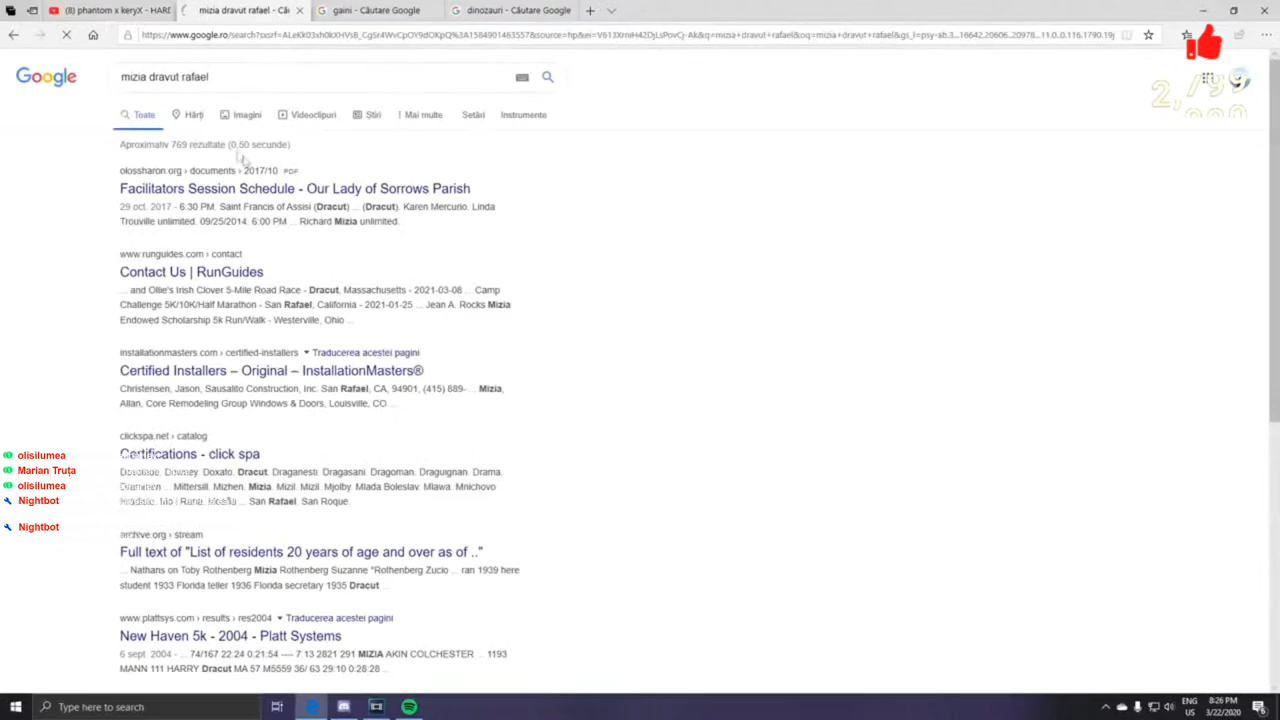 (8) phantom x keryX - HARD
mizia dravut rafael - Că
gaini - Căutare Google
dinozauri - Căutare Google
Google
mizia dravut rafael
2,799
Toate
Hărți
Imagini
Videoclipuri
Știri
Mai multe
Setări
Instrumente
Aproximativ 769 rezultate (0,50 secunde)
olossharon.org › documents › 2017/10 PDF
Facilitators Session Schedule - Our Lady of Sorrows Parish
29 oct. 2017 - 6:30 PM. Saint Francis of Assisi (Dracut) ... (Dracut). Karen Mercurio. Linda
Trouville unlimited. 09/25/2014. 6:00 PM ... Richard Mizia unlimited.
www.runguides.com › contact
Contact Us | RunGuides
... and Ollie's Irish Clover 5-Mile Road Race - Dracut, Massachusetts - 2021-03-08 ... Camp
Challenge 5K/10K/Half Marathon - San Rafael, California - 2021-01-25 ... Jean A. Rocks Mizia
Endowed Scholarship 5k Run/Walk - Westerville, Ohio ...
installationmasters.com › certified-installers ▾ Traducerea acestei pagini
Certified Installers – Original – InstallationMasters®
Christensen, Jason, Sausalito Construction, Inc. San Rafael, CA, 94901, (415) 889- ... Mizia,
Allan, Core Remodeling Group Windows & Doors, Louisville, CO ...
clickspa.net › catalog
Certifications - click spa
Doxato. Dracut. Draganesti. Dragasani. Dragoman. Draguignan. Drama.
Mittersill. Mizhen. Mizia. Mizil. Mjolby. Mlada Boleslav. Mlawa. Mnichovo
San Rafael. San Roque.
olisilumea
Marian Truța
olisilumea
Nightbot
Nightbot
archive.org › stream
Full text of "List of residents 20 years of age and over as of .."
... Nathans on Toby Rothenberg Mizia Rothenberg Suzanne "Rothenberg Zucio ... ran 1939 here
student 1933 Florida teller 1936 Florida secretary 1935 Dracut ...
www.plattsys.com › results › res2004 ▾ Traducerea acestei pagini
New Haven 5k - 2004 - Platt Systems
6 sept. 2004 - ... 74/167 22:24 0:21:54 ---- 7:13 2821 291 MIZIA AKIN COLCHESTER ... 1193
MANN 111 HARRY Dracut MA 57 M5559 36/ 63 29:10 0:28:28 ...
Type here to search
ENG
US
8:26 PM
3/22/2020